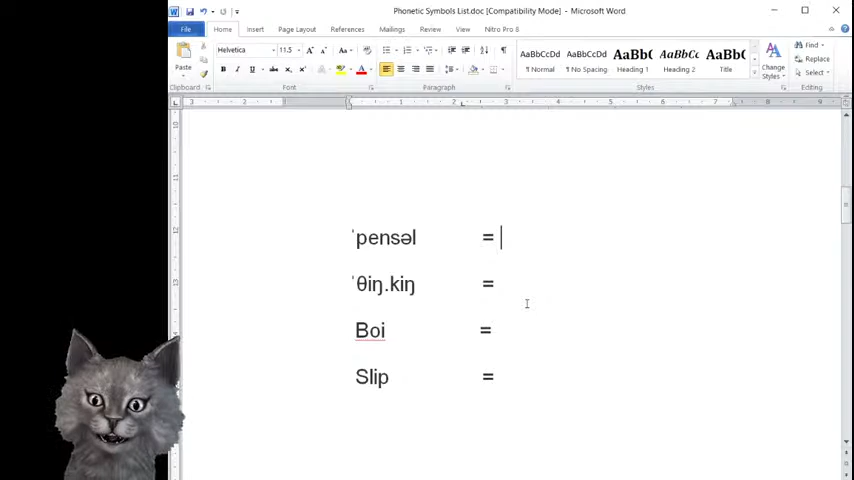 Phonetic Symbols List.doc [Compatibility Mode] - Microsoft Word
File Home Insert Page Layout References Mailings Review View Nitro Pro 8
Helvetica 11.5
AaBbCcDd AaBbCcDd AaBbC AaBbCc AaBbC
¶ Normal ¶ No Spacing Heading 1 Heading 2 Title
Paste
Change Styles
Find
Replace
Select
Clipboard Font Paragraph Styles Editing
ˈpensəl =
ˈθiŋ.kiŋ =
Boi =
Slip =